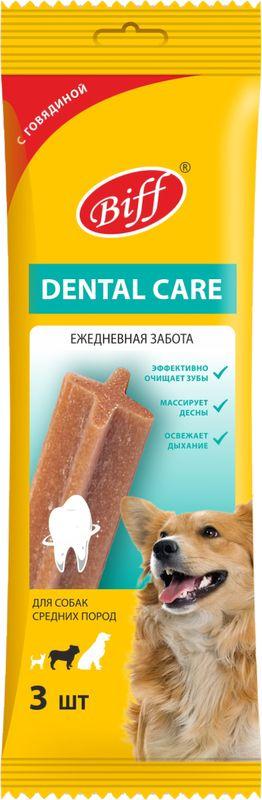 с говядиной
Biff®
DENTAL CARE
ЕЖЕДНЕВНАЯ ЗАБОТА
ЭФФЕКТИВНО
ОЧИЩАЕТ ЗУБЫ
МАССИРУЕТ
ДЕСНЫ
ОСВЕЖАЕТ
ДЫХАНИЕ
ДЛЯ СОБАК
СРЕДНИХ ПОРОД
3 шт